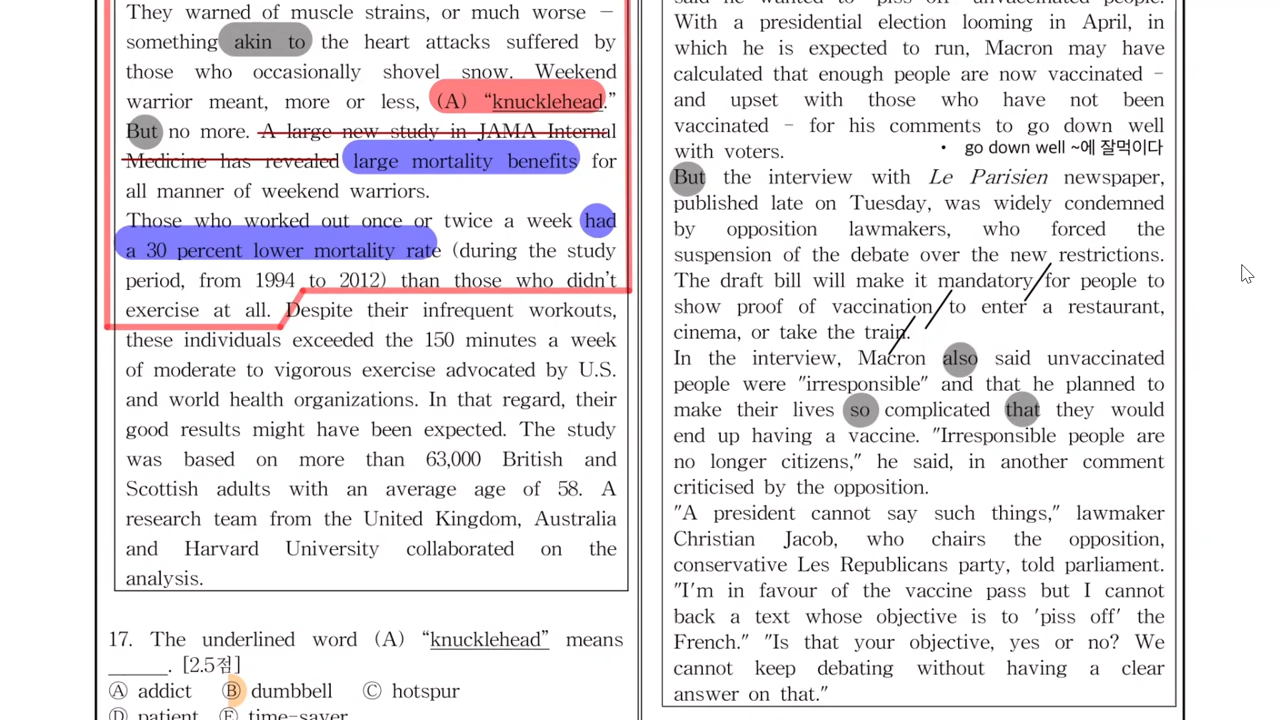 They warned of muscle strains, or much worse —
something akin to the heart attacks suffered by
those who occasionally shovel snow. Weekend
warrior meant, more or less, (A) “knucklehead.”
But no more. A large new study in JAMA Internal
Medicine has revealed large mortality benefits for
all manner of weekend warriors.
Those who worked out once or twice a week had
a 30 percent lower mortality rate (during the study
period, from 1994 to 2012) than those who didn't
exercise at all. Despite their infrequent workouts,
these individuals exceeded the 150 minutes a week
of moderate to vigorous exercise advocated by U.S.
and world health organizations. In that regard, their
good results might have been expected. The study
was based on more than 63,000 British and
Scottish adults with an average age of 58. A
research team from the United Kingdom, Australia
and Harvard University collaborated on the
analysis.
17. The underlined word (A) “knucklehead” means
______. [2.5점]
Ⓐ addict Ⓑ dumbbell Ⓒ hotspur
Ⓓ patient Ⓔ time-saver
said he wanted to "piss off" unvaccinated people.
With a presidential election looming in April, in
which he is expected to run, Macron may have
calculated that enough people are now vaccinated -
and upset with those who have not been
vaccinated - for his comments to go down well
with voters.
• go down well ~에 잘먹이다
But the interview with Le Parisien newspaper,
published late on Tuesday, was widely condemned
by opposition lawmakers, who forced the
suspension of the debate over the new restrictions.
The draft bill will make it mandatory for people to
show proof of vaccination to enter a restaurant,
cinema, or take the train.
In the interview, Macron also said unvaccinated
people were "irresponsible" and that he planned to
make their lives so complicated that they would
end up having a vaccine. "Irresponsible people are
no longer citizens," he said, in another comment
criticised by the opposition.
"A president cannot say such things," lawmaker
Christian Jacob, who chairs the opposition,
conservative Les Republicans party, told parliament.
"I'm in favour of the vaccine pass but I cannot
back a text whose objective is to 'piss off' the
French." "Is that your objective, yes or no? We
cannot keep debating without having a clear
answer on that."